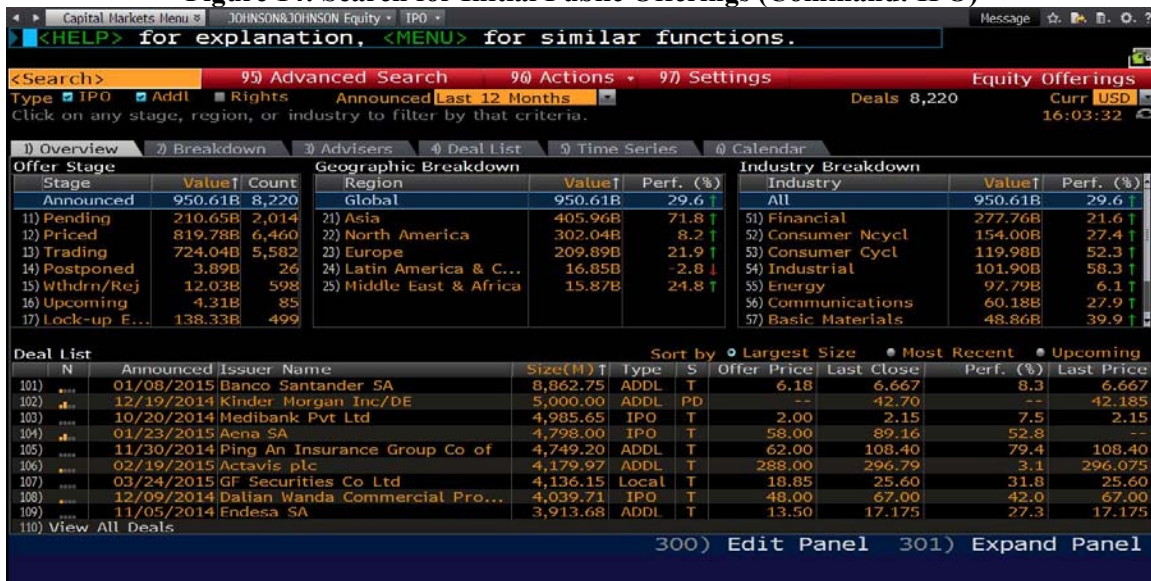 Figure 14: Search for Initial Public Offerings (Command: IPO)
Capital Markets Menu JOHNSON&JOHNSON Equity IPO Message
<HELP> for explanation, <MENU> for similar functions.
<Search> 95) Advanced Search 96) Actions 97) Settings Equity Offerings
Type IPO Addl Rights Announced Last 12 Months Deals 8,220 Curr USD
Click on any stage, region, or industry to filter by that criteria. 16:03:32
1) Overview 2) Breakdown 3) Advisers 4) Deal List 5) Time Series 6) Calendar
Offer Stage Geographic Breakdown Industry Breakdown
Stage Value↑ Count Region Value↑ Perf. (%) Industry Value↑ Perf. (%)
Announced 950.61B 8,220 Global 950.61B 29.6 ↑ All 950.61B 29.6 ↑
11) Pending 210.65B 2,014 21) Asia 405.96B 71.8 ↑ 51) Financial 277.76B 21.6 ↑
12) Priced 819.78B 6,460 22) North America 302.04B 8.2 ↑ 52) Consumer Ncycl 154.00B 27.4 ↑
13) Trading 724.04B 5,582 23) Europe 209.89B 21.9 ↑ 53) Consumer Cycl 119.98B 52.3 ↑
14) Postponed 3.89B 26 24) Latin America & C... 16.85B -2.8 ↓ 54) Industrial 101.90B 58.3 ↑
15) Wthdrn/Rej 12.03B 598 25) Middle East & Africa 15.87B 24.8 ↑ 55) Energy 97.79B 6.1 ↑
16) Upcoming 4.31B 85 56) Communications 60.18B 27.9 ↑
17) Lock-up E... 138.33B 499 57) Basic Materials 48.86B 39.9 ↑
Deal List Sort by Largest Size Most Recent Upcoming
N Announced Issuer Name Size(M)↑ Type S Offer Price Last Close Perf. (%) Last Price
101) 01/08/2015 Banco Santander SA 8,862.75 ADDL T 6.18 6.667 8.3 6.667
102) 12/19/2014 Kinder Morgan Inc/DE 5,000.00 ADDL PD -- 42.70 -- 42.185
103) 10/20/2014 Medibank Pvt Ltd 4,985.65 IPO T 2.00 2.15 7.5 2.15
104) 01/23/2015 Aena SA 4,798.00 IPO T 58.00 89.16 52.8 --
105) 11/30/2014 Ping An Insurance Group Co of 4,749.20 ADDL T 62.00 108.40 79.4 108.40
106) 02/19/2015 Actavis plc 4,179.97 ADDL T 288.00 296.79 3.1 296.075
107) 03/24/2015 GF Securities Co Ltd 4,136.15 Local T 18.85 25.60 31.8 25.60
108) 12/09/2014 Dalian Wanda Commercial Pro... 4,039.71 IPO T 48.00 67.00 42.0 67.00
109) 11/05/2014 Endesa SA 3,913.68 ADDL T 13.50 17.175 27.3 17.175
110) View All Deals
300) Edit Panel 301) Expand Panel